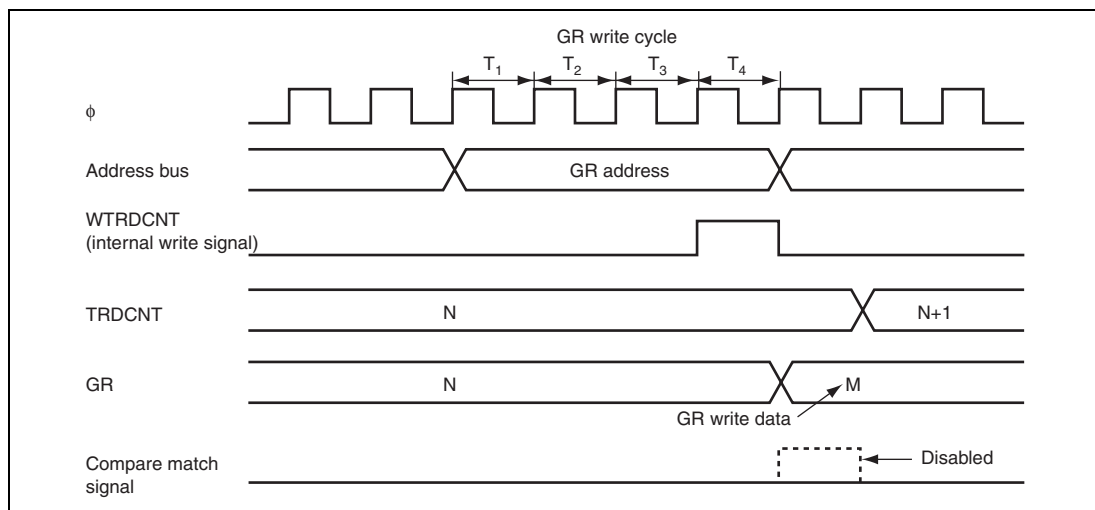 GR write cycle
T1 T2 T3 T4
ϕ
Address bus
GR address
WTRDCNT
(internal write signal)
TRDCNT
N
N+1
GR
N
M
GR write data
Compare match
signal
Disabled